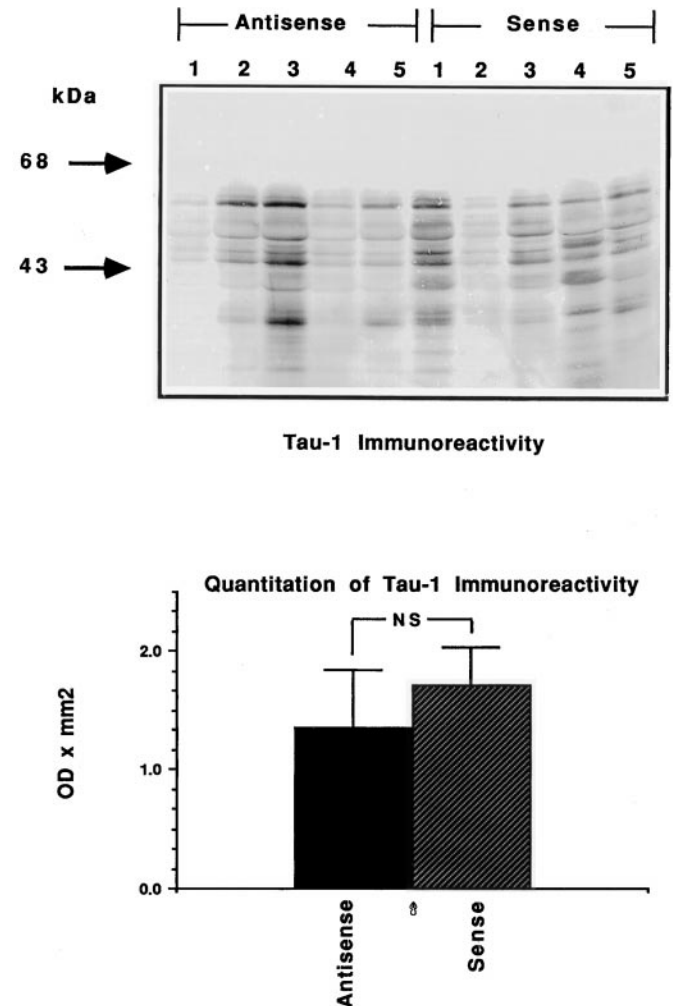 Antisense Sense
1 2 3 4 5 1 2 3 4 5
kDa
68
43
Tau-1 Immunoreactivity
Quantitation of Tau-1 Immunoreactivity
NS
2.0
1.0
0.0
OD x mm2
Antisense
Sense